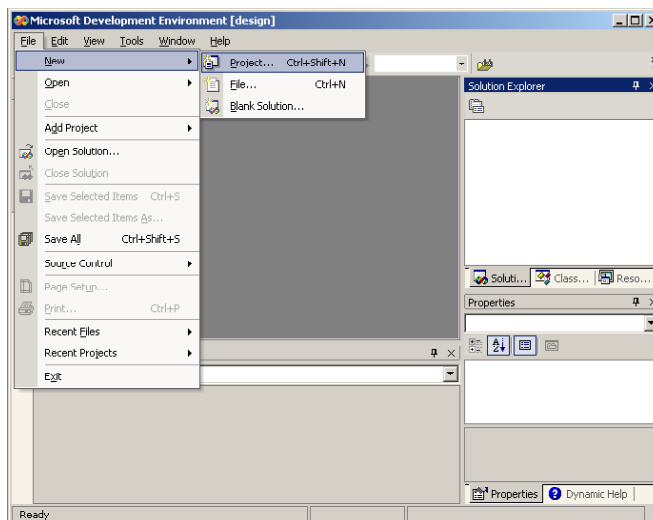 Microsoft Development Environment [design]
File Edit View Tools Window Help
New
Project... Ctrl+Shift+N
File... Ctrl+N
Blank Solution...
Open
Close
Add Project
Open Solution...
Close Solution
Save Selected Items Ctrl+S
Save Selected Items As...
Save All Ctrl+Shift+S
Source Control
Page Setup...
Print... Ctrl+P
Recent Files
Recent Projects
Exit
Solution Explorer
Soluti... Class... Reso...
Properties
Properties Dynamic Help
Ready